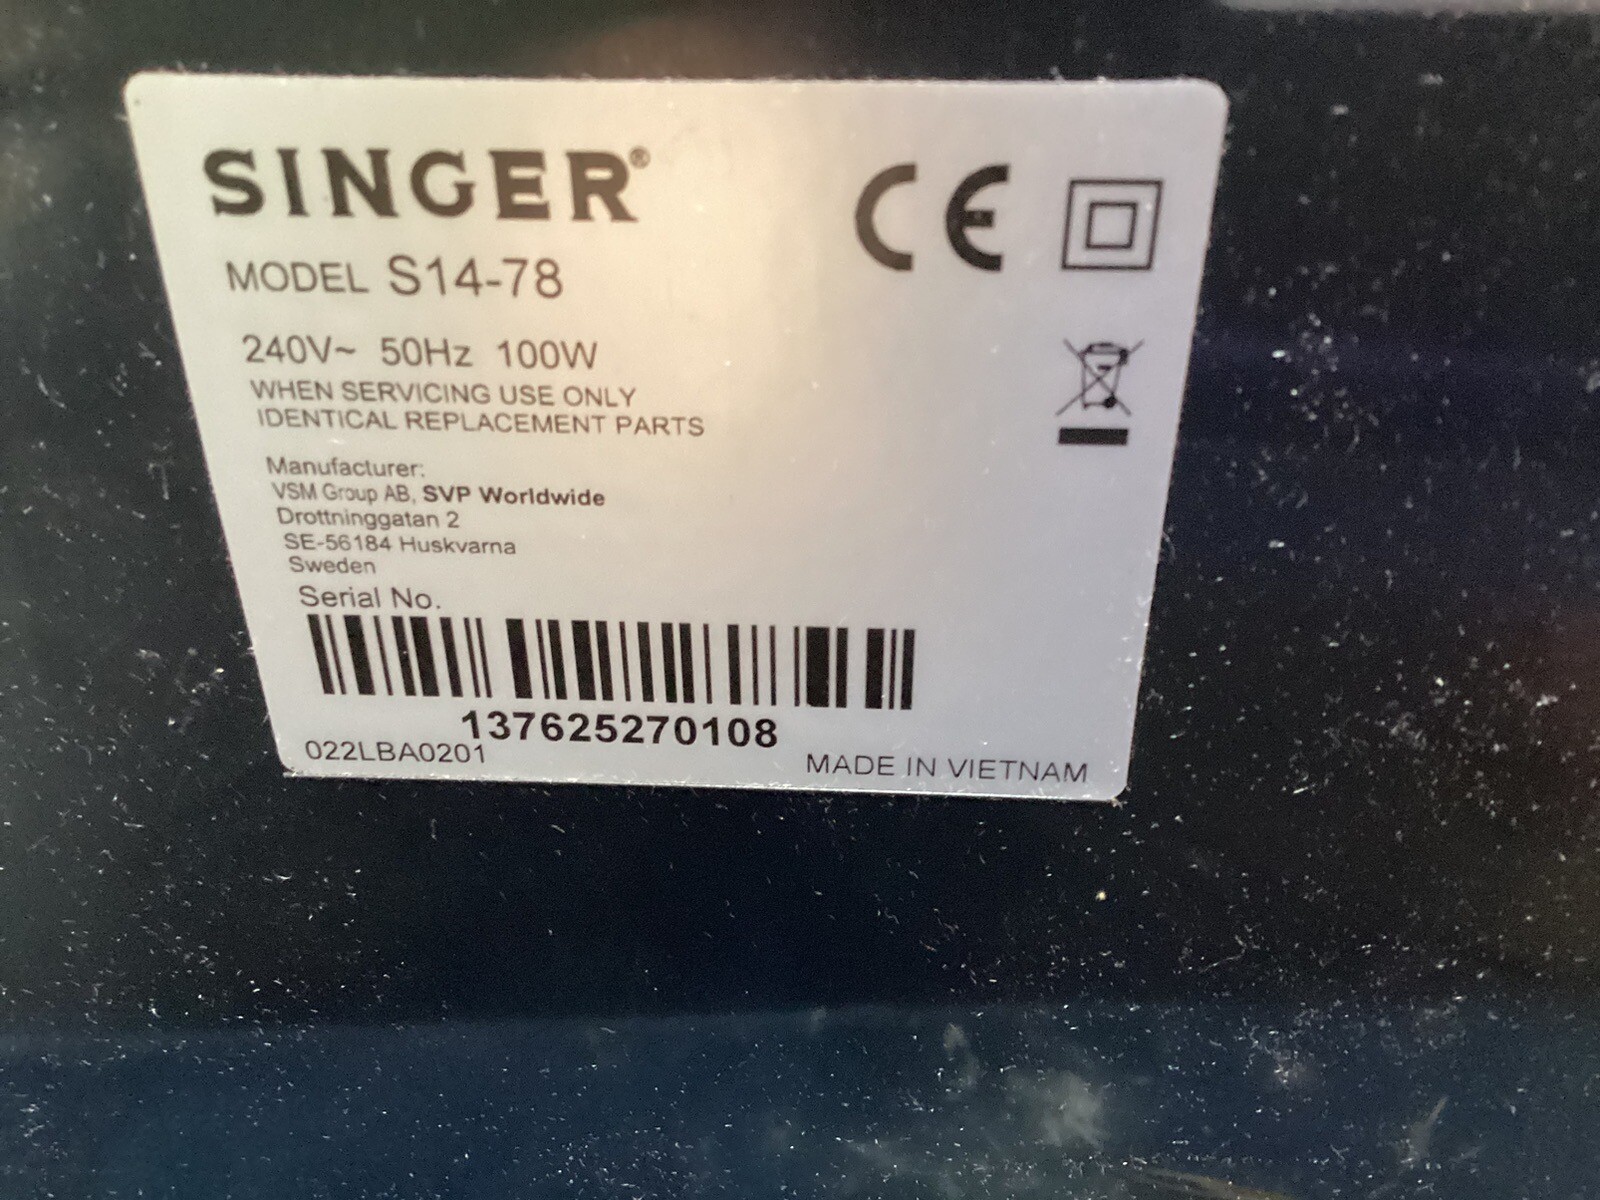 SINGER®
MODEL S14-78
240V~ 50Hz 100W
WHEN SERVICING USE ONLY
IDENTICAL REPLACEMENT PARTS
Manufacturer:
VSM Group AB, SVP Worldwide
Drottninggatan 2
SE-56184 Huskvarna
Sweden
Serial No.
137625270108
022LBA0201
MADE IN VIETNAM
CE